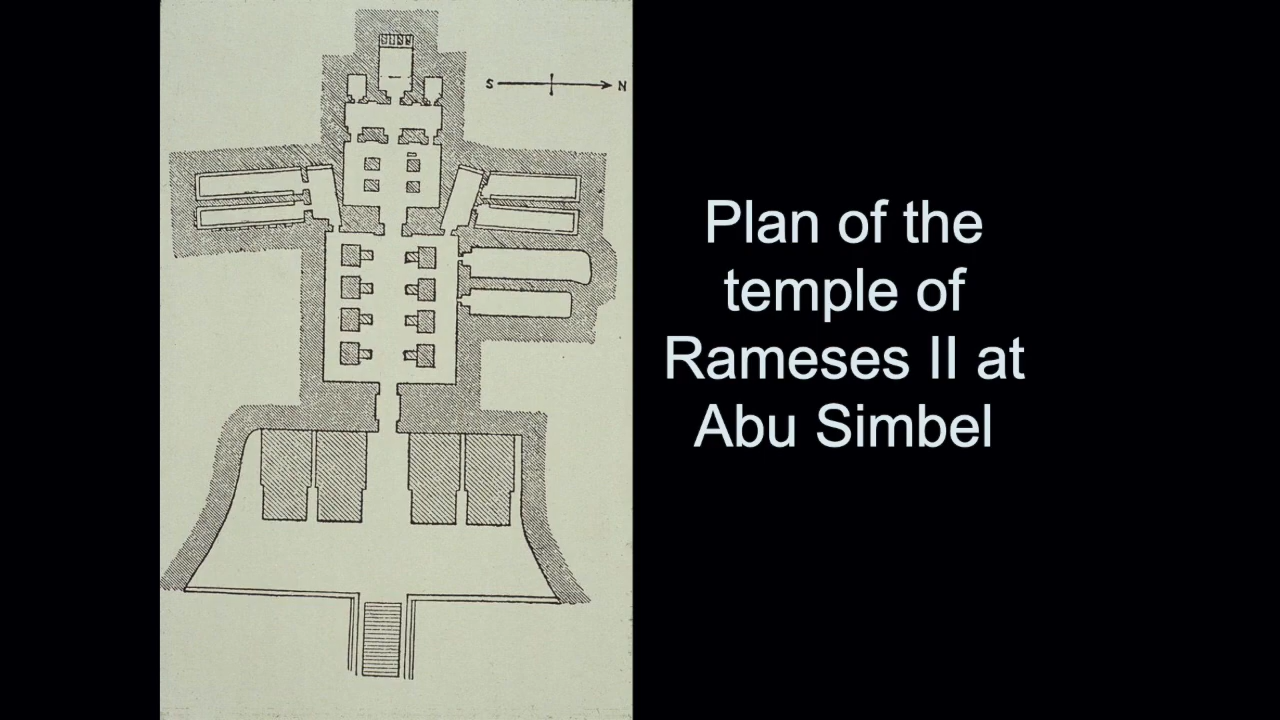 S N
Plan of the
temple of
Rameses II at
Abu Simbel